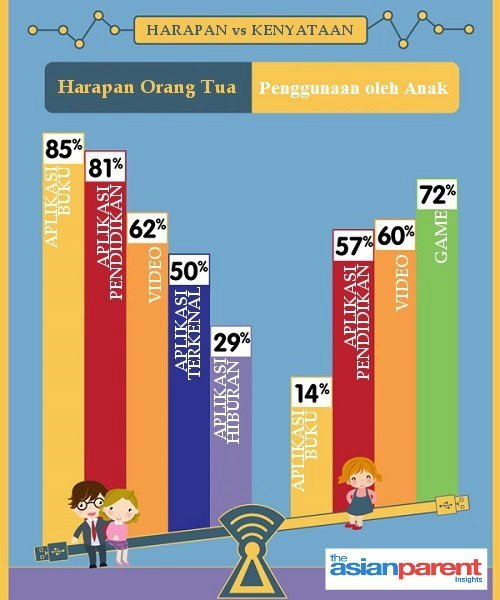 HARAPAN vs KENYATAAN
Harapan Orang Tua
Penggunaan oleh Anak
85%
APLIKASI
BUKU
81%
APLIKASI
PENDIDIKAN
62%
VIDEO
50%
APLIKASI
TERKENAL
29%
APLIKASI
HIBURAN
14%
APLIKASI
BUKU
57%
APLIKASI
PENDIDIKAN
60%
VIDEO
72%
GAME
the
asianparent
Insights